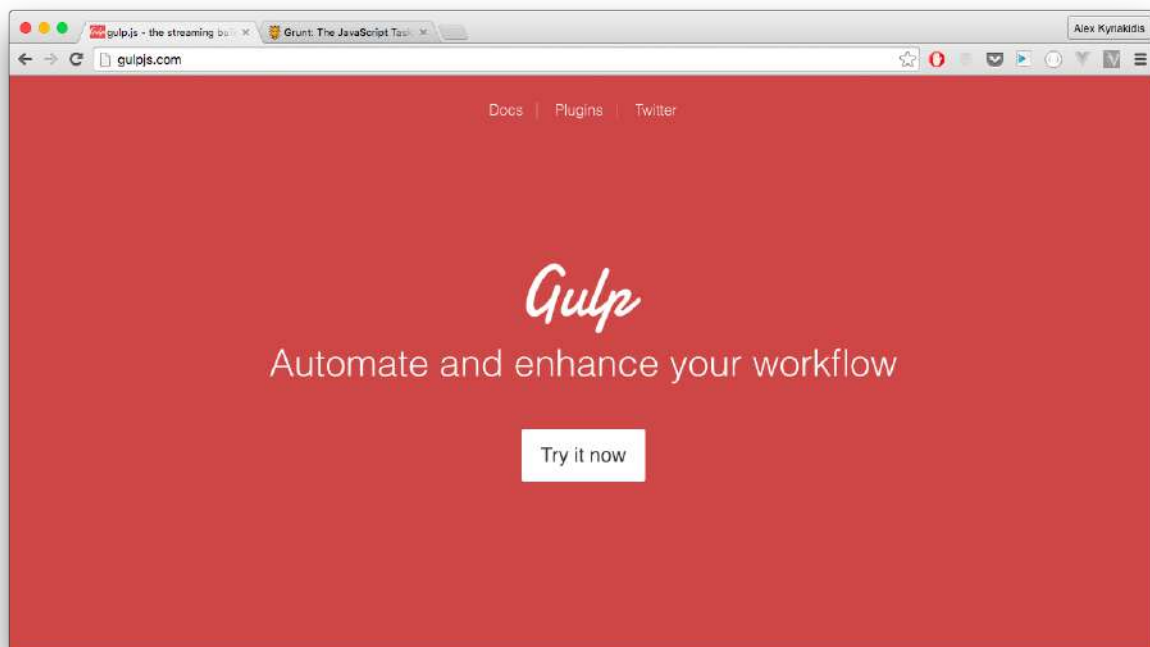 gulp.js - the streaming bui
Grunt: The JavaScript Task
Alex Kyriakidis
gulpjs.com
Docs | Plugins | Twitter
Gulp
Automate and enhance your workflow
Try it now